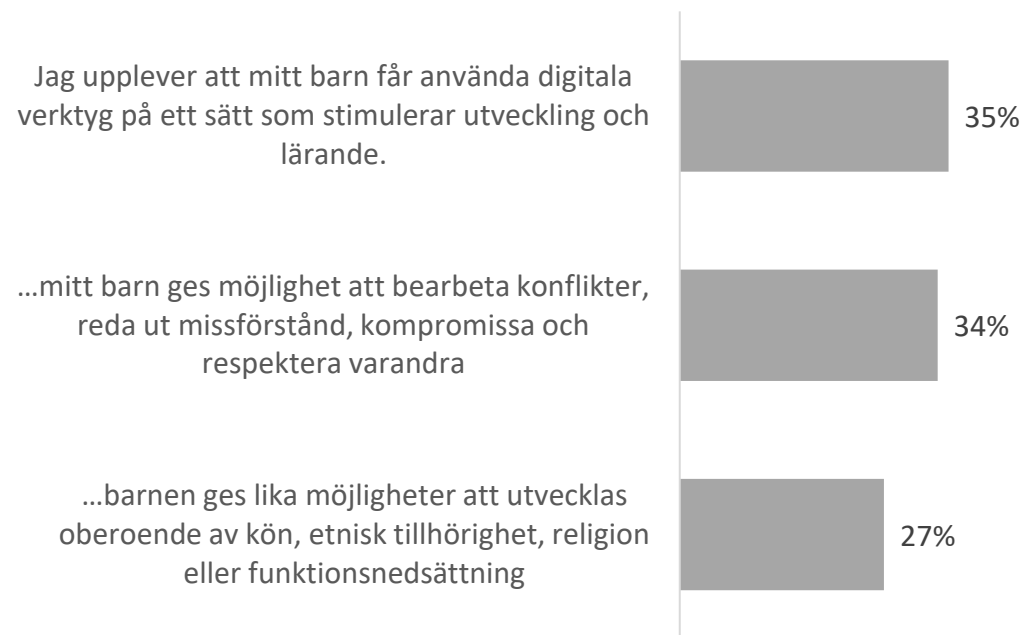 Jag upplever att mitt barn får använda digitala
verktyg på ett sätt som stimulerar utveckling och
lärande.
35%
…mitt barn ges möjlighet att bearbeta konflikter,
reda ut missförstånd, kompromissa och
respektera varandra
34%
…barnen ges lika möjligheter att utvecklas
oberoende av kön, etnisk tillhörighet, religion
eller funktionsnedsättning
27%